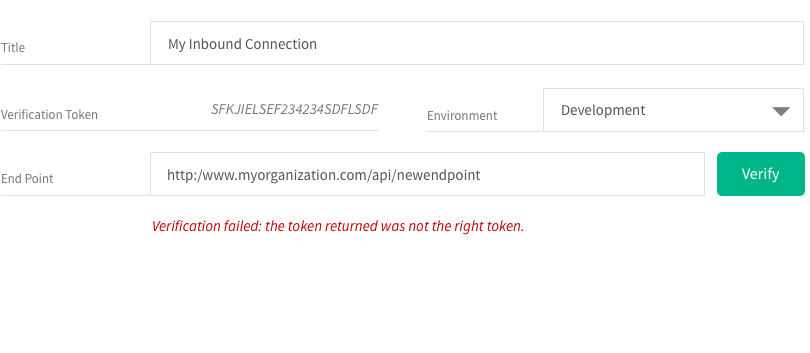 Title
My Inbound Connection
Verification Token
SFKJIELSEF234234SDFLSDF
Environment
Development
End Point
http:/www.myorganization.com/api/newendpoint
Verify
Verification failed: the token returned was not the right token.